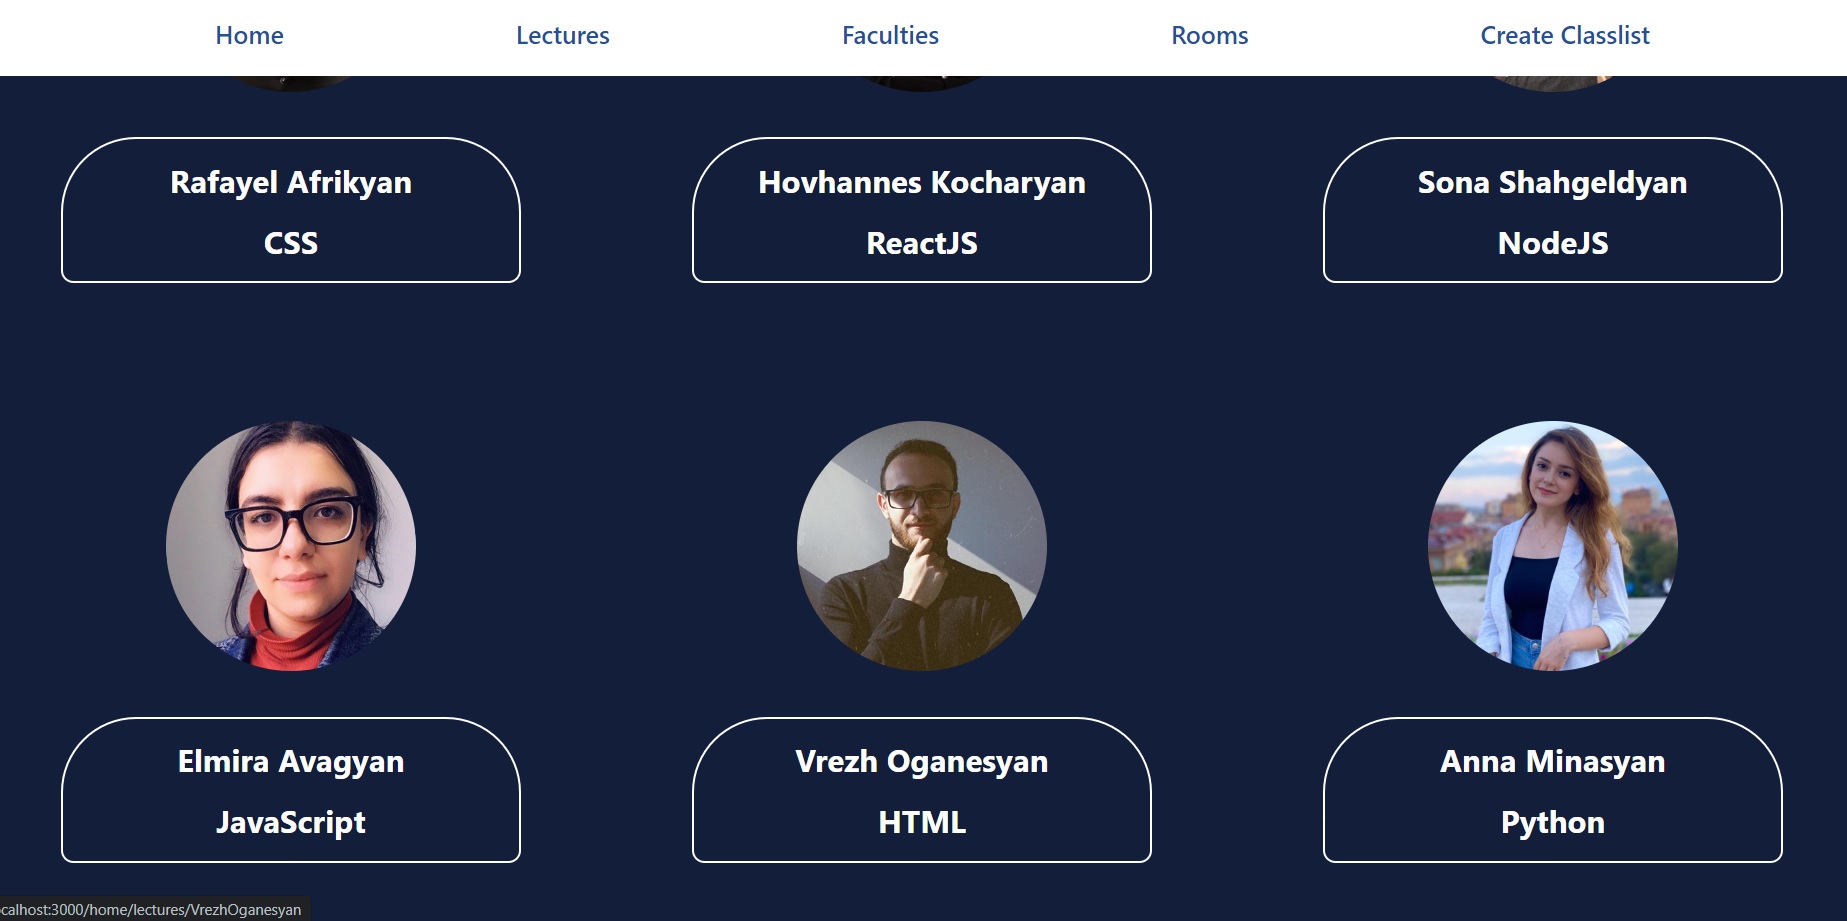 Home Lectures Faculties Rooms Create Classlist
Rafayel Afrikyan
CSS
Hovhannes Kocharyan
ReactJS
Sona Shahgeldyan
NodeJS
Elmira Avagyan
JavaScript
Vrezh Oganesyan
HTML
Anna Minasyan
Python
ocalhost:3000/home/lectures/VrezhOganesyan